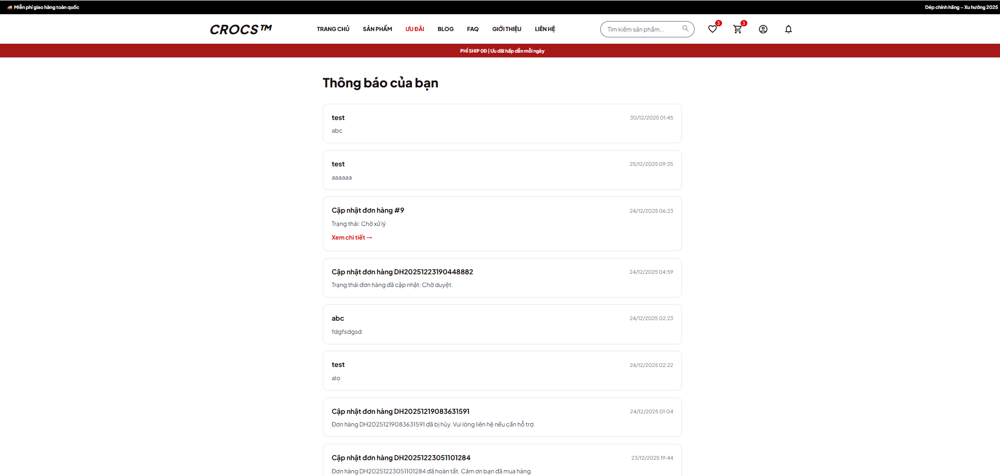 🚚 Miễn phí giao hàng toàn quốc
Dép chính hãng – Xu hướng 2025
CROCS™
TRANG CHỦ
SẢN PHẨM
ƯU ĐÃI
BLOG
FAQ
GIỚI THIỆU
LIÊN HỆ
Tìm kiếm sản phẩm...
3
3
PHÍ SHIP 0Đ | Ưu đãi hấp dẫn mỗi ngày
Thông báo của bạn
test
30/12/2025 01:45
abc
test
25/12/2025 09:35
aaaaaa
Cập nhật đơn hàng #9
24/12/2025 06:23
Trạng thái: Chờ xử lý
Xem chi tiết →
Cập nhật đơn hàng DH20251223190448882
24/12/2025 04:59
Trạng thái đơn hàng đã cập nhật: Chờ duyệt.
abc
24/12/2025 02:23
fdgfsdgsd
test
24/12/2025 02:22
alo
Cập nhật đơn hàng DH20251219083631591
24/12/2025 01:04
Đơn hàng DH20251219083631591 đã bị hủy. Vui lòng liên hệ nếu cần hỗ trợ.
Cập nhật đơn hàng DH20251223051101284
23/12/2025 19:44
Đơn hàng DH20251223051101284 đã hoàn tất. Cảm ơn bạn đã mua hàng.